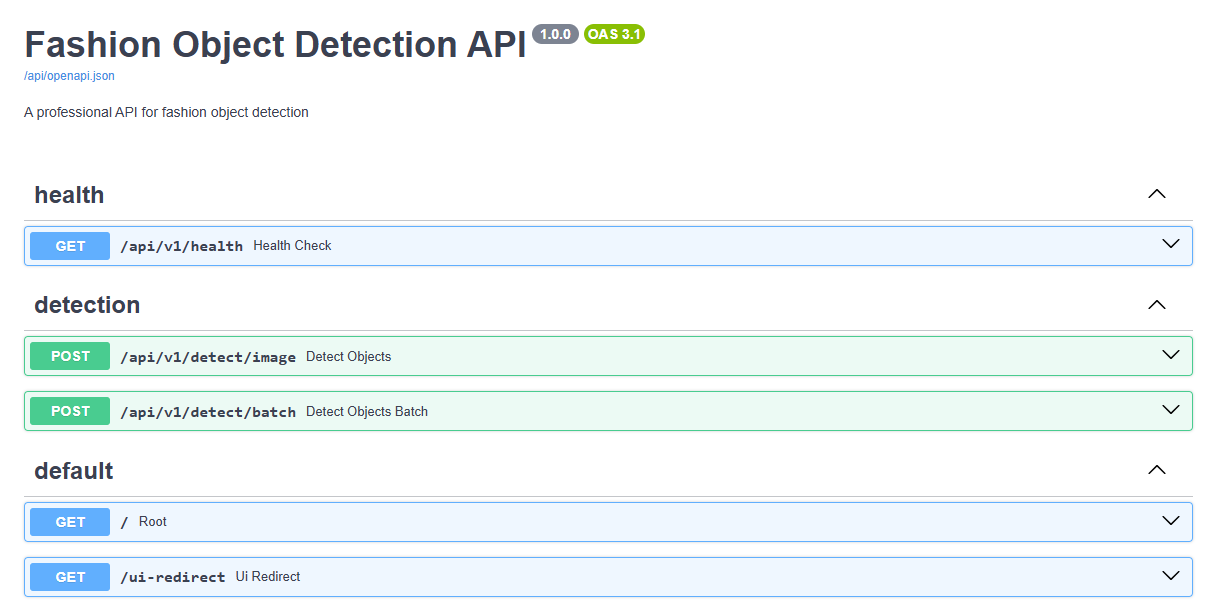 Fashion Object Detection API 1.0.0 OAS 3.1
/api/openapi.json
A professional API for fashion object detection
health
GET /api/v1/health Health Check
detection
POST /api/v1/detect/image Detect Objects
POST /api/v1/detect/batch Detect Objects Batch
default
GET / Root
GET /ui-redirect Ui Redirect